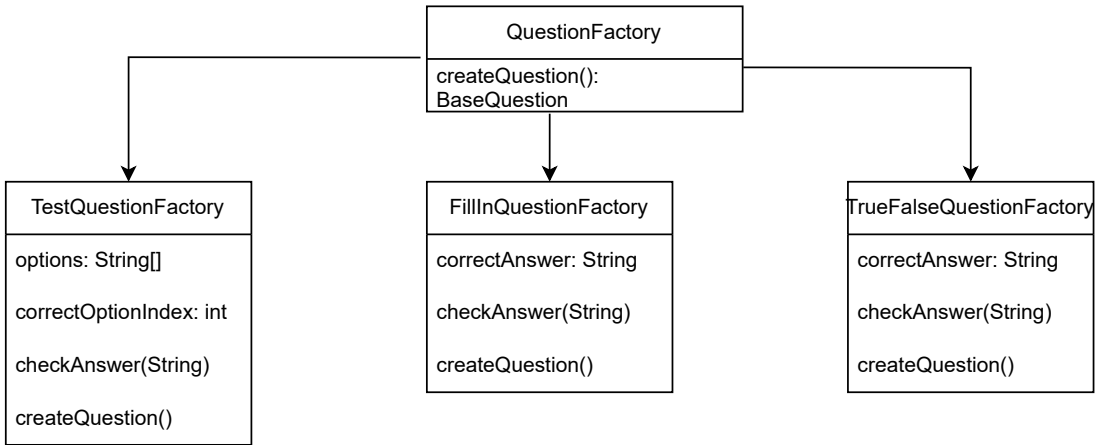 QuestionFactory
createQuestion():
BaseQuestion
TestQuestionFactory
options: String[]
correctOptionIndex: int
checkAnswer(String)
createQuestion()
FillInQuestionFactory
correctAnswer: String
checkAnswer(String)
createQuestion()
TrueFalseQuestionFactory
correctAnswer: String
checkAnswer(String)
createQuestion()